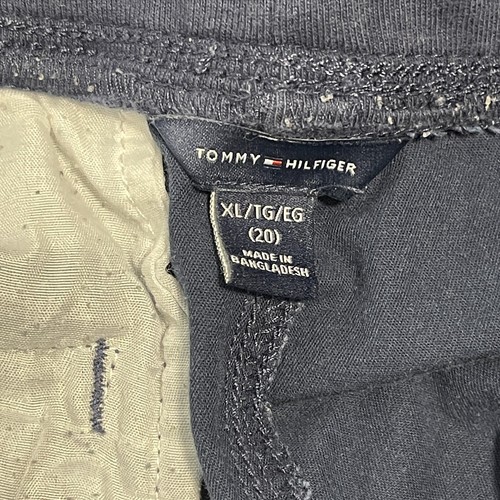 TOMMY HILFIGER
XL/TG/EG
(20)
MADE IN
BANGLADESH